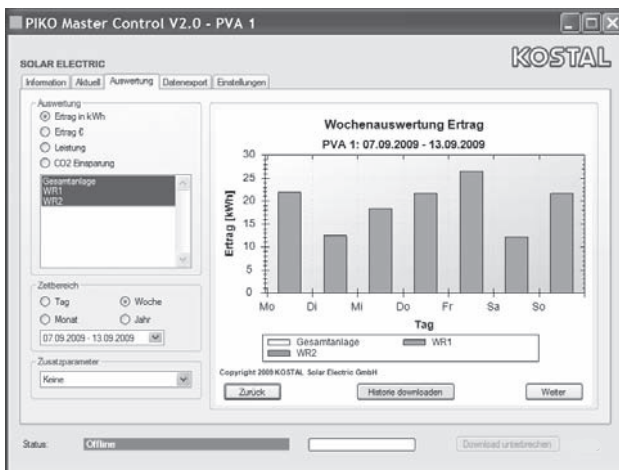 PIKO Master Control V2.0 - PVA 1
SOLAR ELECTRIC
KOSTAL
Information
Aktuell
Auswertung
Datenexport
Einstellungen
Auswertung
Ertrag in kWh
Ertrag €
Leistung
CO2 Einsparung
Gesamtanlage
WR1
WR2
Zeitbereich
Tag
Woche
Monat
Jahr
07.09.2009 - 13.09.2009
Zusatzparameter
Keine
Wochenauswertung Ertrag
PVA 1: 07.09.2009 - 13.09.2009
Ertrag [kWh]
30
25
20
15
10
5
0
Mo Di Mi Do Fr Sa So
Tag
Gesamtanlage
WR1
WR2
Copyright 2009 KOSTAL Solar Electric GmbH
Zurück
Historie downloaden
Weiter
Status:
Offline
Download unterbrechen